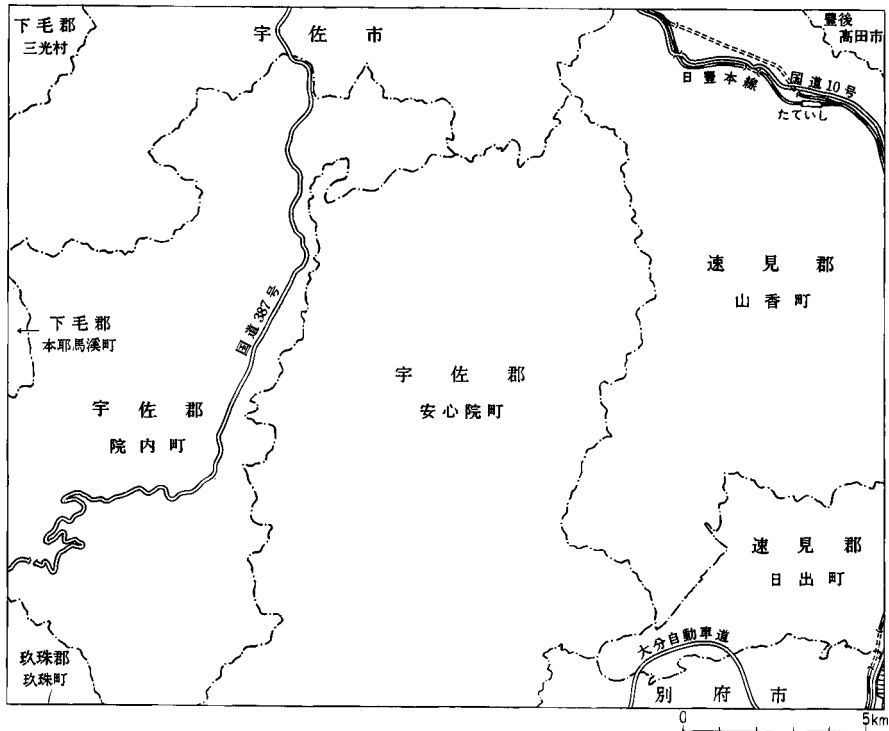 下毛郡
三光村
宇佐市
豊後
高田市
日豊本線
国道10号
たていし
速見郡
山香町
国道387号
下毛郡
本耶馬溪町
宇佐郡
安心院町
宇佐郡
院内町
速見郡
日出町
大分自動車道
玖珠郡
玖珠町
別府市
0 5km